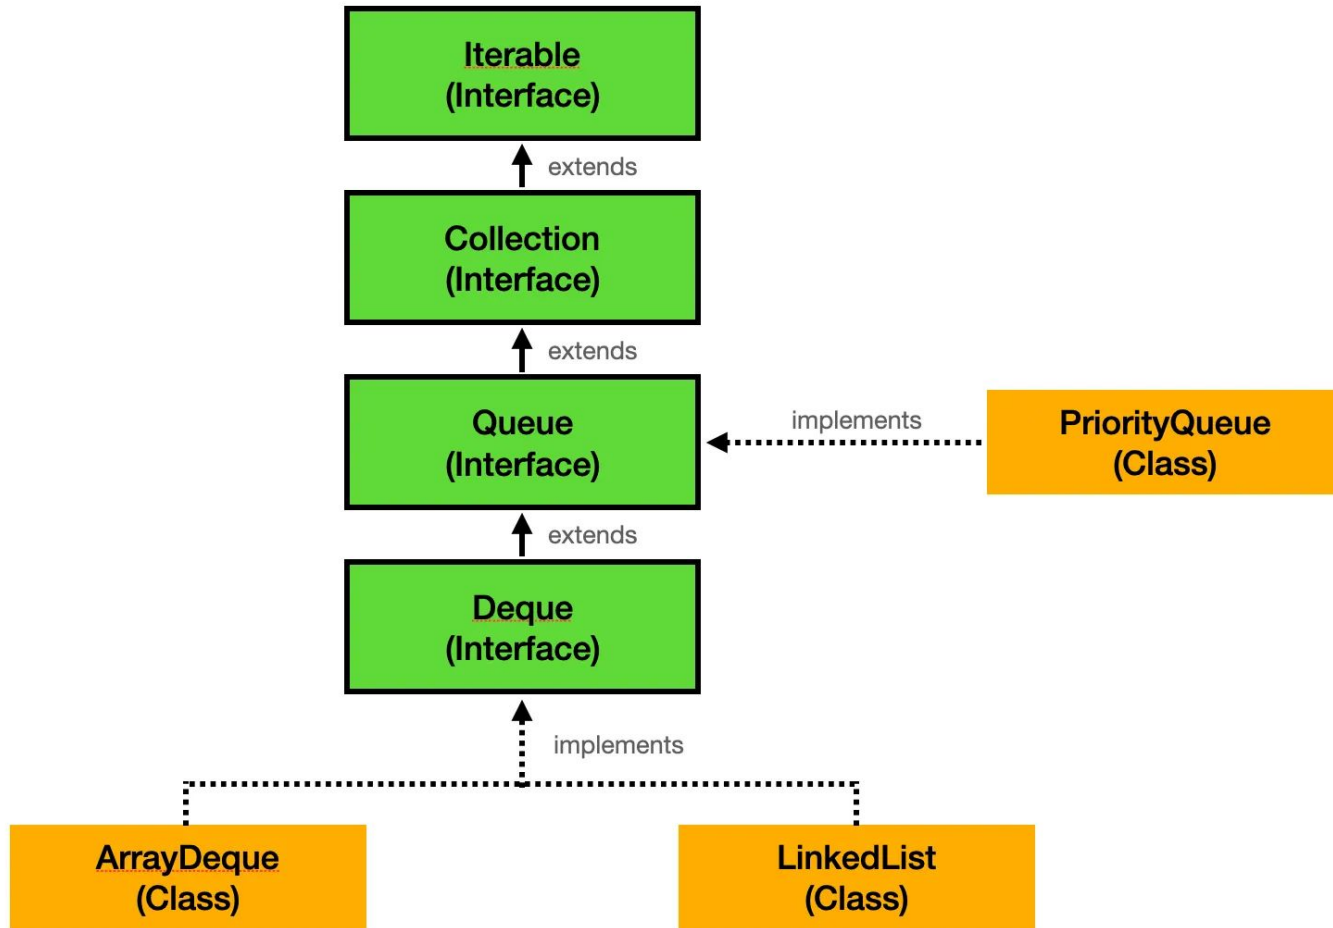 Iterable
(Interface)
extends
Collection
(Interface)
extends
Queue
(Interface)
implements
PriorityQueue
(Class)
extends
Deque
(Interface)
implements
ArrayDeque
(Class)
LinkedList
(Class)